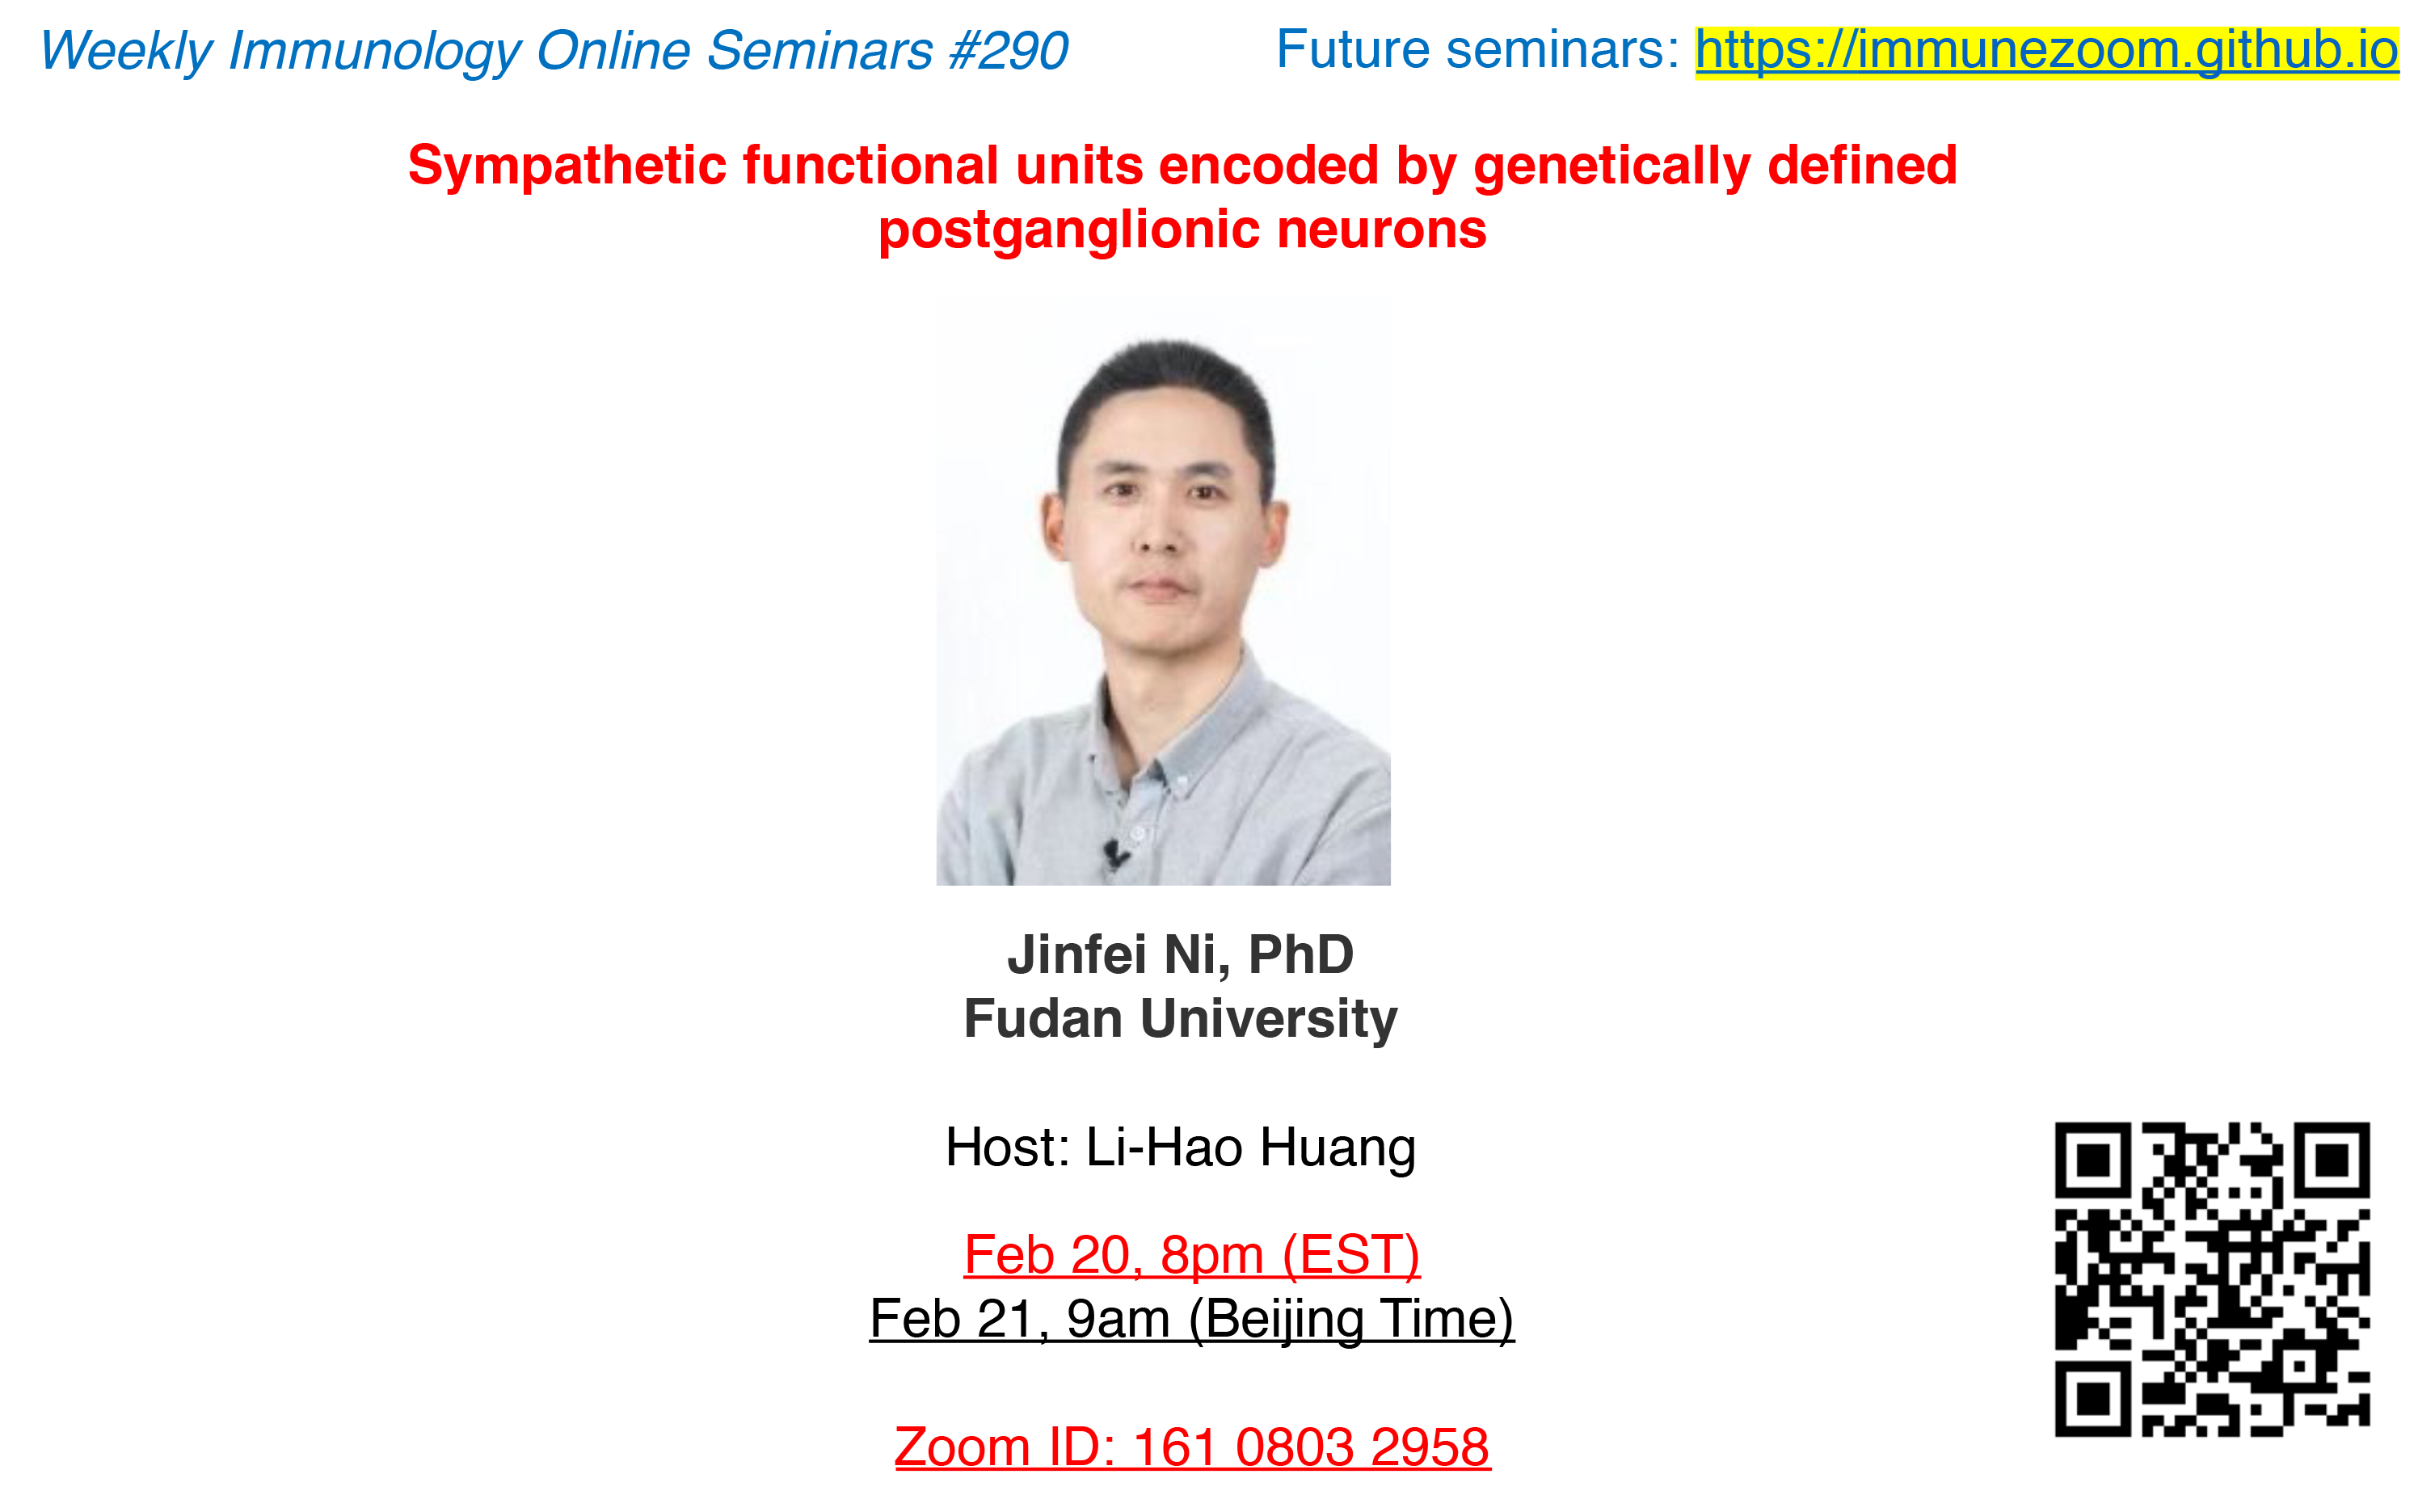 Weekly Immunology Online Seminars #290
Future seminars: https://immunezoom.github.io
Sympathetic functional units encoded by genetically defined
postganglionic neurons
Jinfei Ni, PhD
Fudan University
Host: Li-Hao Huang
Feb 20, 8pm (EST)
Feb 21, 9am (Beijing Time)
Zoom ID: 161 0803 2958